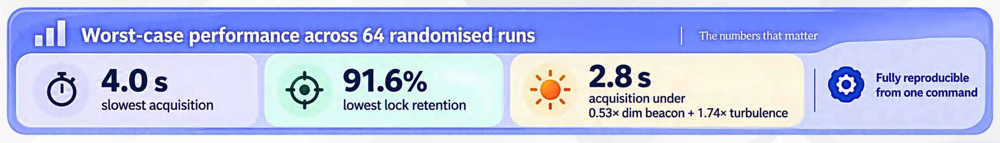 Worst-case performance across 64 randomised runs
The numbers that matter
4.0 s
slowest acquisition
91.6%
lowest lock retention
2.8 s
acquisition under
0.53× dim beacon + 1.74× turbulence
Fully reproducible
from one command